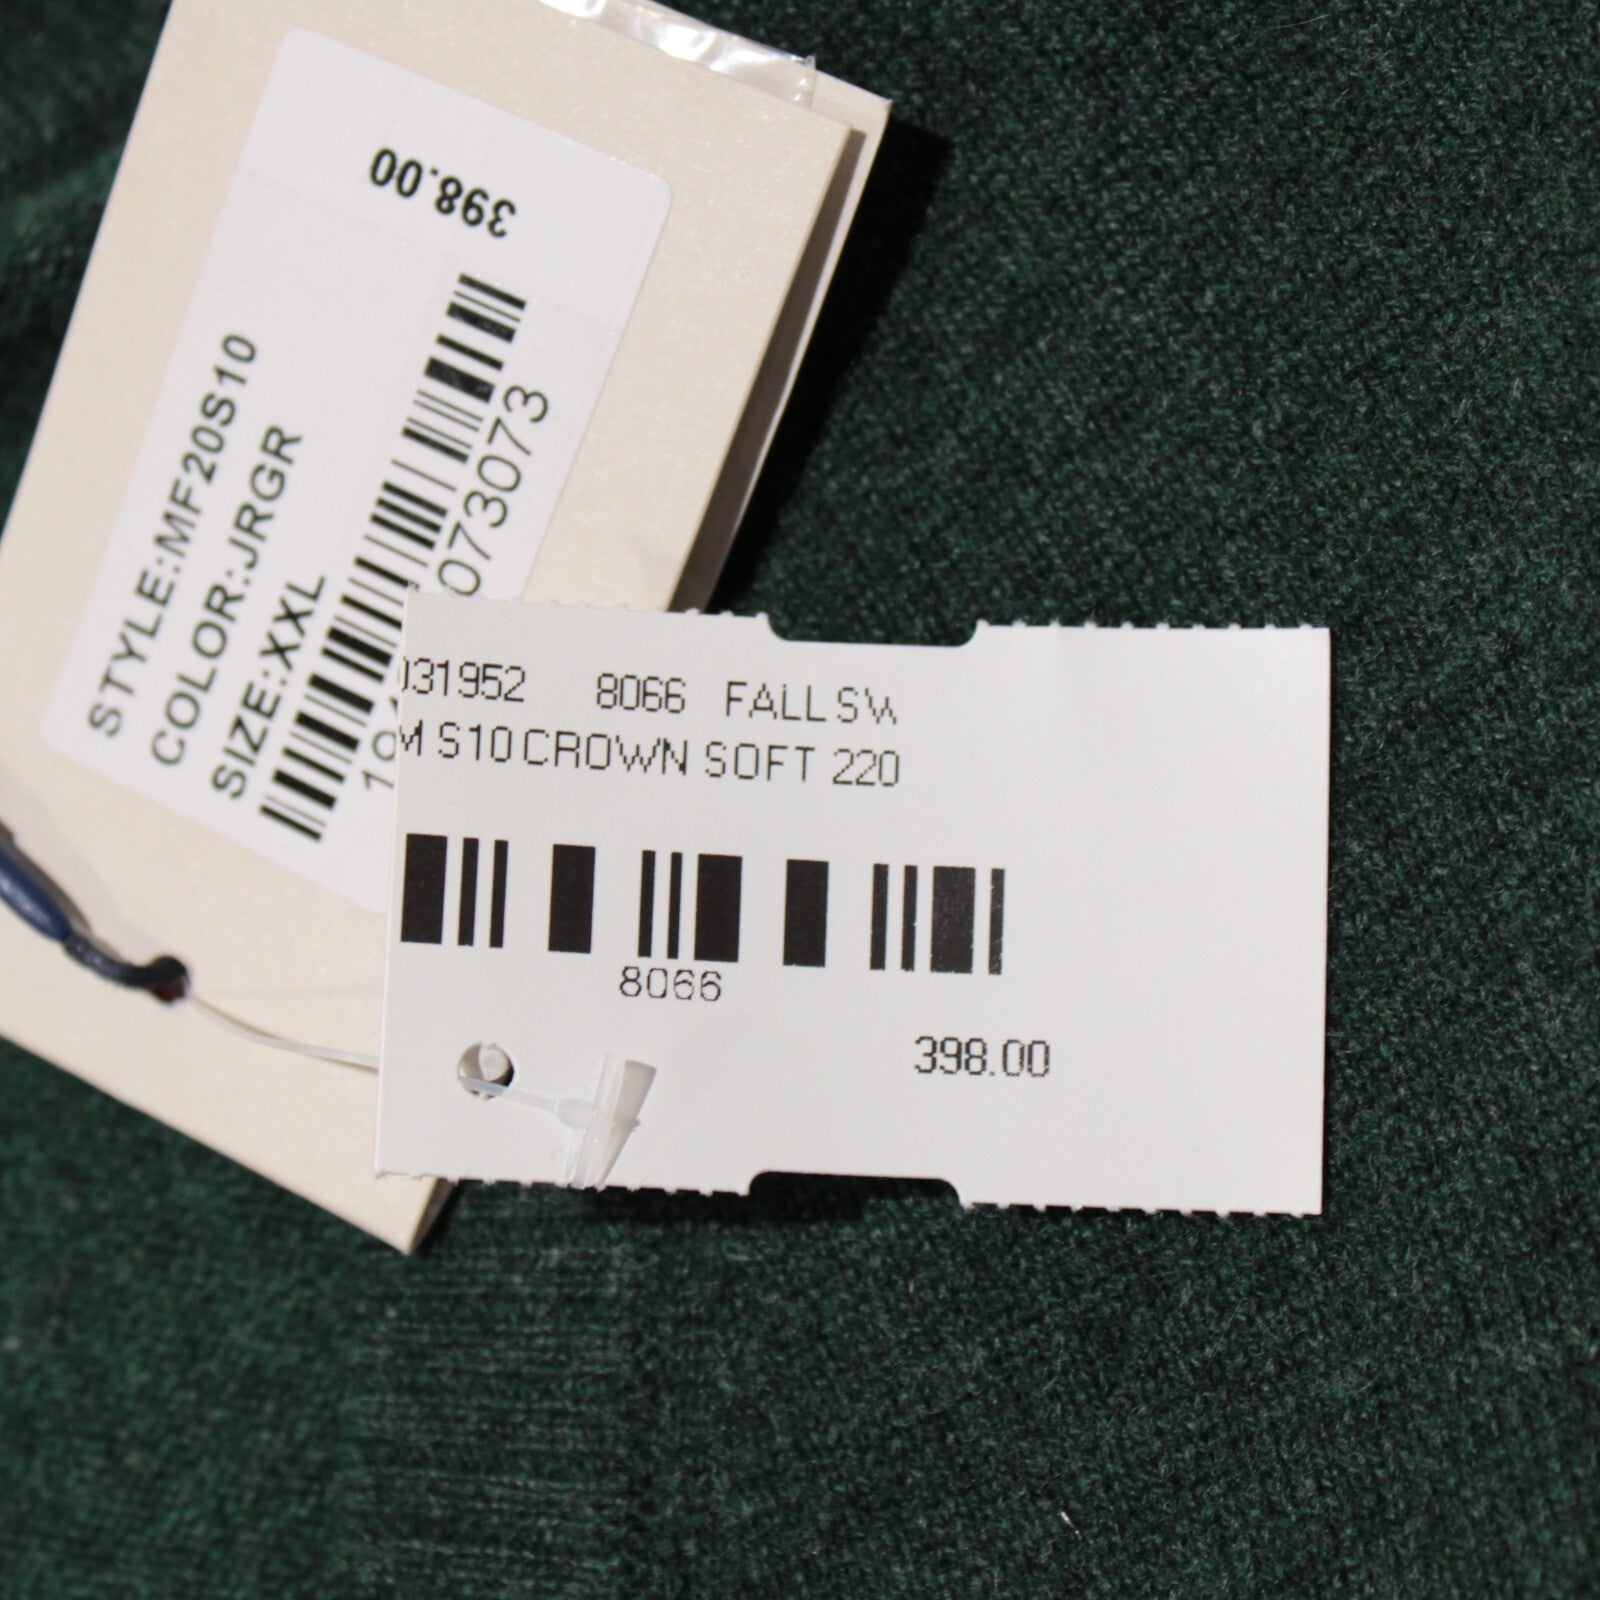 398.00
STYLE:MF20S10
COLOR:JRGR
SIZE:XXL
073073
031952 8066 FALL SW
M S10 CROWN SOFT 220
8066
398.00